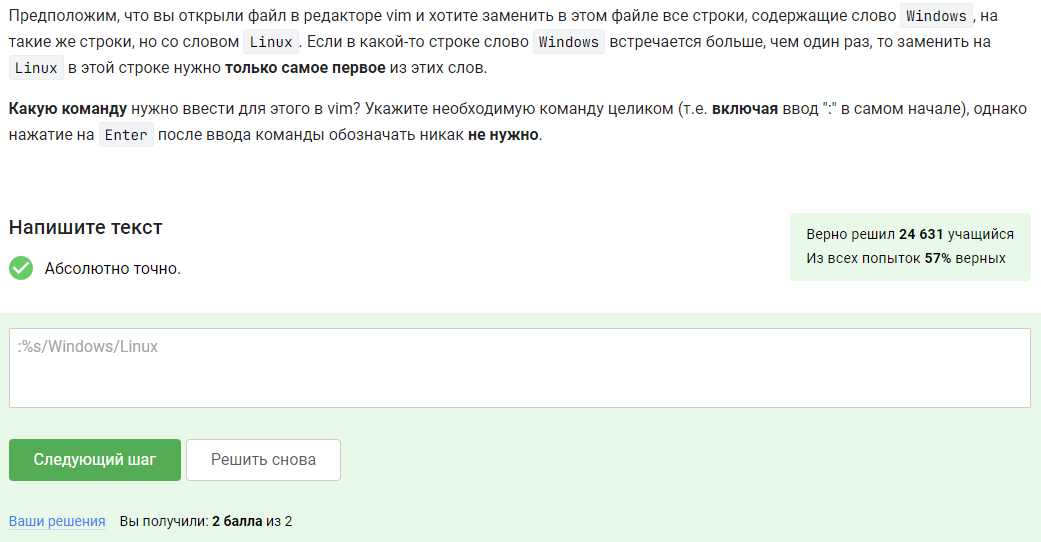 Предположим, что вы открыли файл в редакторе vim и хотите заменить в этом файле все строки, содержащие слово Windows, на
такие же строки, но со словом Linux. Если в какой-то строке слово Windows встречается больше, чем один раз, то заменить на
Linux в этой строке нужно только самое первое из этих слов.
Какую команду нужно ввести для этого в vim? Укажите необходимую команду целиком (т.е. включая ввод ":" в самом начале), однако
нажатие на Enter после ввода команды обозначать никак не нужно.
Напишите текст
Верно решил 24 631 учащийся
Из всех попыток 57% верных
Абсолютно точно.
:%s/Windows/Linux
Следующий шаг
Решить снова
Ваши решения Вы получили: 2 балла из 2